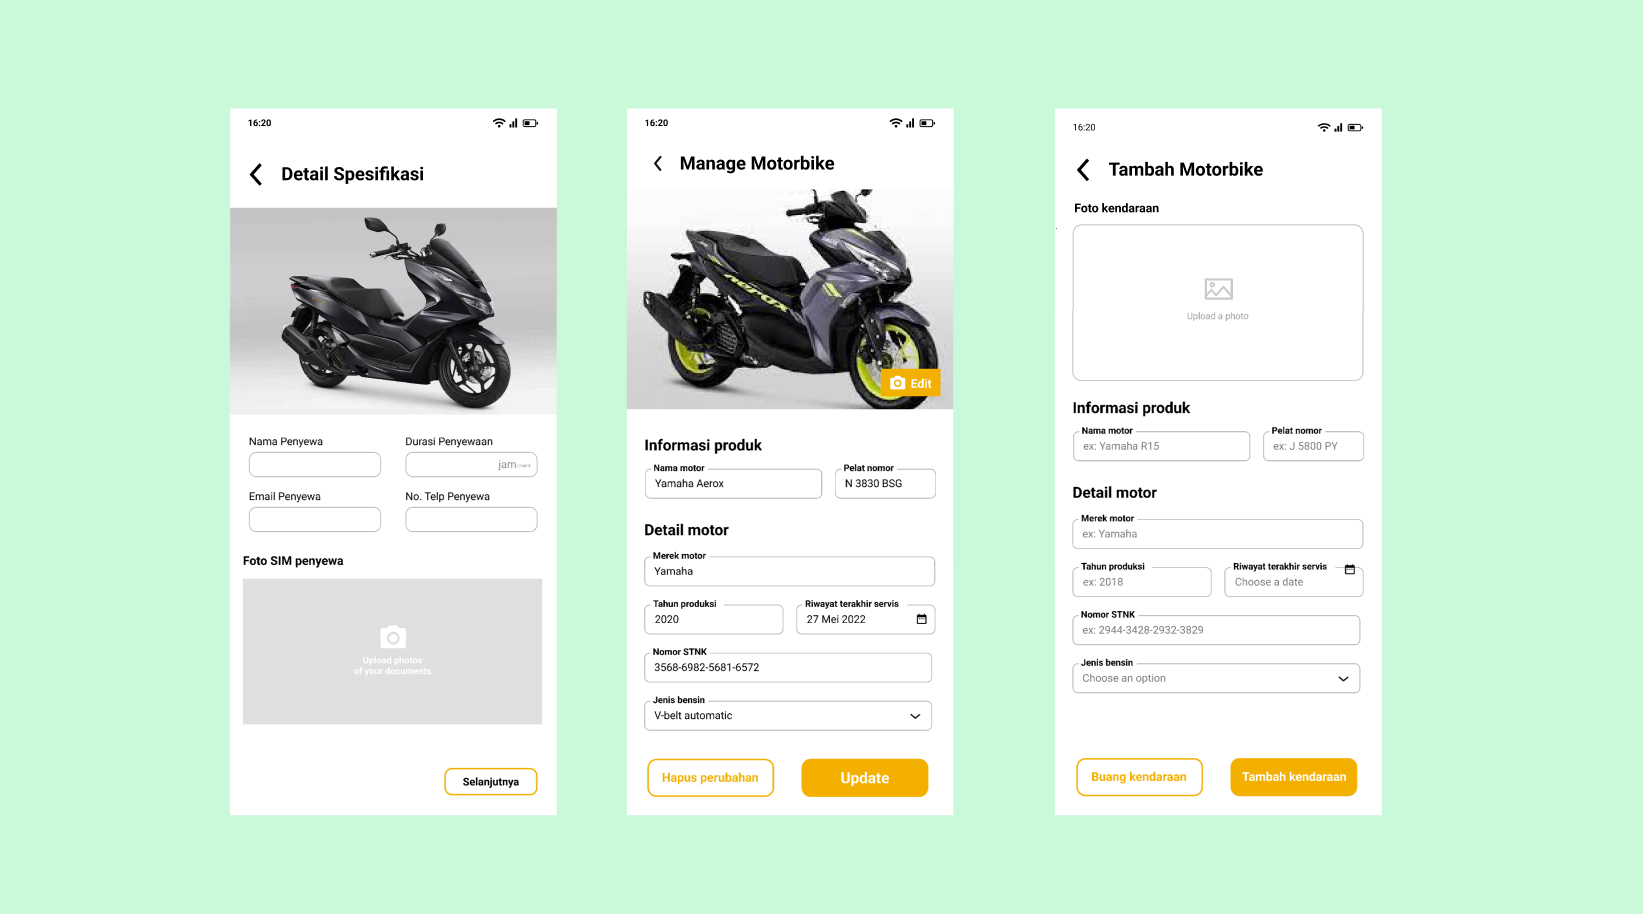 16:20
Detail Spesifikasi
Nama Penyewa
Durasi Penyewaan
jam
Email Penyewa
No. Telp Penyewa
Foto SIM penyewa
Upload photos
of your documents
Selanjutnya
16:20
Manage Motorbike
AEROX
Edit
Informasi produk
Nama motor
Pelat nomor
Yamaha Aerox
N 3830 BSG
Detail motor
Merek motor
Yamaha
Tahun produksi
Riwayat terakhir servis
2020
27 Mei 2022
Nomor STNK
3568-6982-5681-6572
Jenis bensin
V-belt automatic
Hapus perubahan
Update
16:20
Tambah Motorbike
Foto kendaraan
Upload a photo
Informasi produk
Nama motor
Pelat nomor
ex: Yamaha R15
ex: J 5800 PY
Detail motor
Merek motor
ex: Yamaha
Tahun produksi
Riwayat terakhir servis
ex: 2018
Choose a date
Nomor STNK
ex: 2944-3428-2932-3829
Jenis bensin
Choose an option
Buang kendaraan
Tambah kendaraan